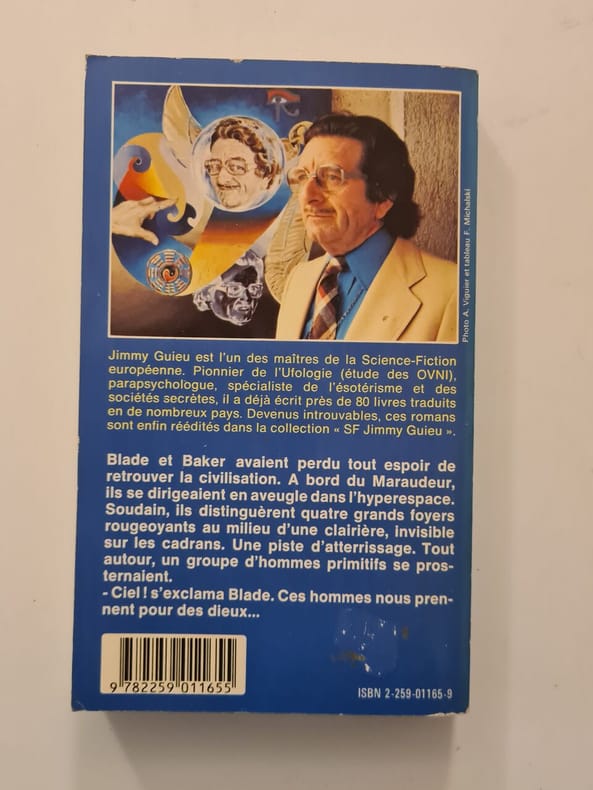 Photo A. Viguier et tableau F. Michalski
Jimmy Guieu est l'un des maîtres de la Science-Fiction
européenne. Pionnier de l'Ufologie (étude des OVNI),
parapsychologue, spécialiste de l'ésotérisme et des
sociétés secrètes, il a déjà écrit près de 80 livres traduits
en de nombreux pays. Devenus introuvables, ces romans
sont enfin réédités dans la collection « SF Jimmy Guieu ».
Blade et Baker avaient perdu tout espoir de
retrouver la civilisation. A bord du Maraudeur,
ils se dirigeaient en aveugle dans l'hyperespace.
Soudain, ils distinguèrent quatre grands foyers
rougeoyants au milieu d'une clairière, invisible
sur les cadrans. Une piste d'atterrissage. Tout
autour, un groupe d'hommes primitifs se pros-
ternaient.
- Ciel ! s'exclama Blade. Ces hommes nous pren-
nent pour des dieux...
9 782259 011655
ISBN 2-259-01165-9